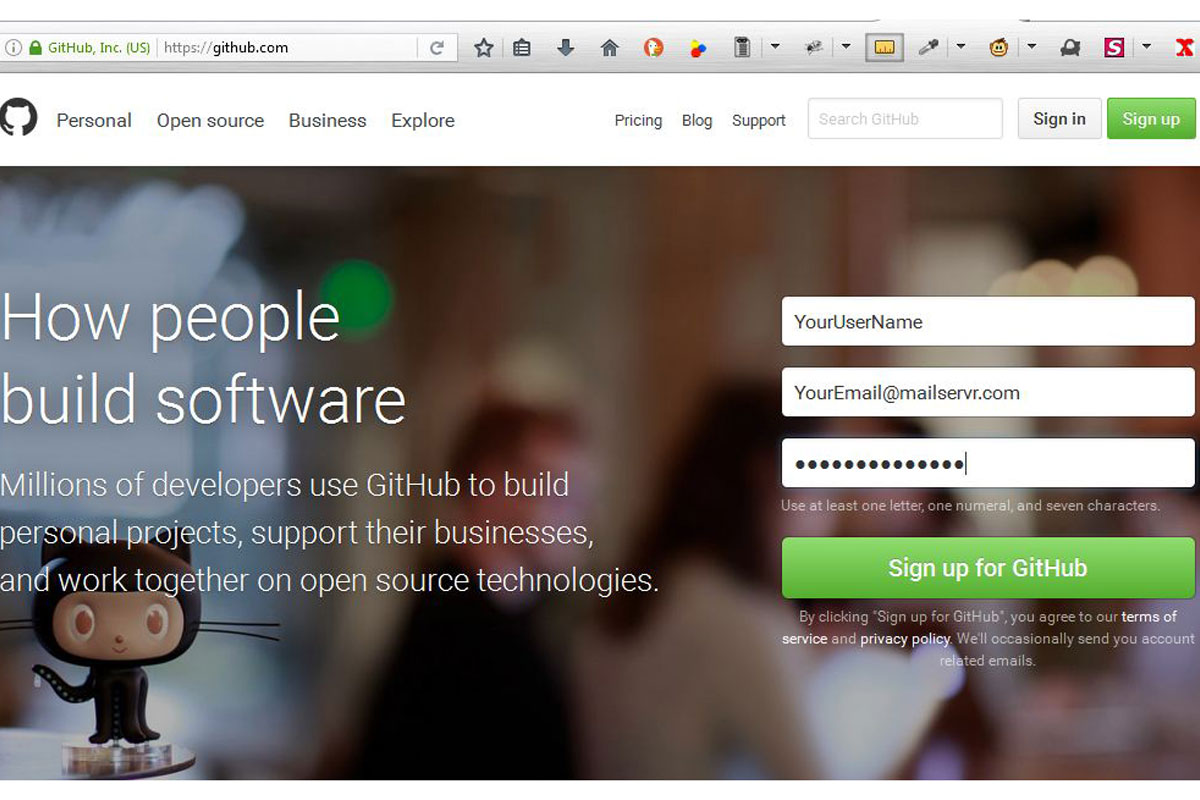 GitHub, Inc. (US) https://github.com
S
Personal Open source Business Explore Pricing Blog Support Search GitHub Sign in Sign up
How people
build software
Millions of developers use GitHub to build
personal projects, support their businesses,
and work together on open source technologies.
YourUserName
YourEmail@mailservr.com
●●●●●●●●●●●●●●
Use at least one letter, one numeral, and seven characters.
Sign up for GitHub
By clicking "Sign up for GitHub", you agree to our terms of
service and privacy policy. We'll occasionally send you account
related emails.